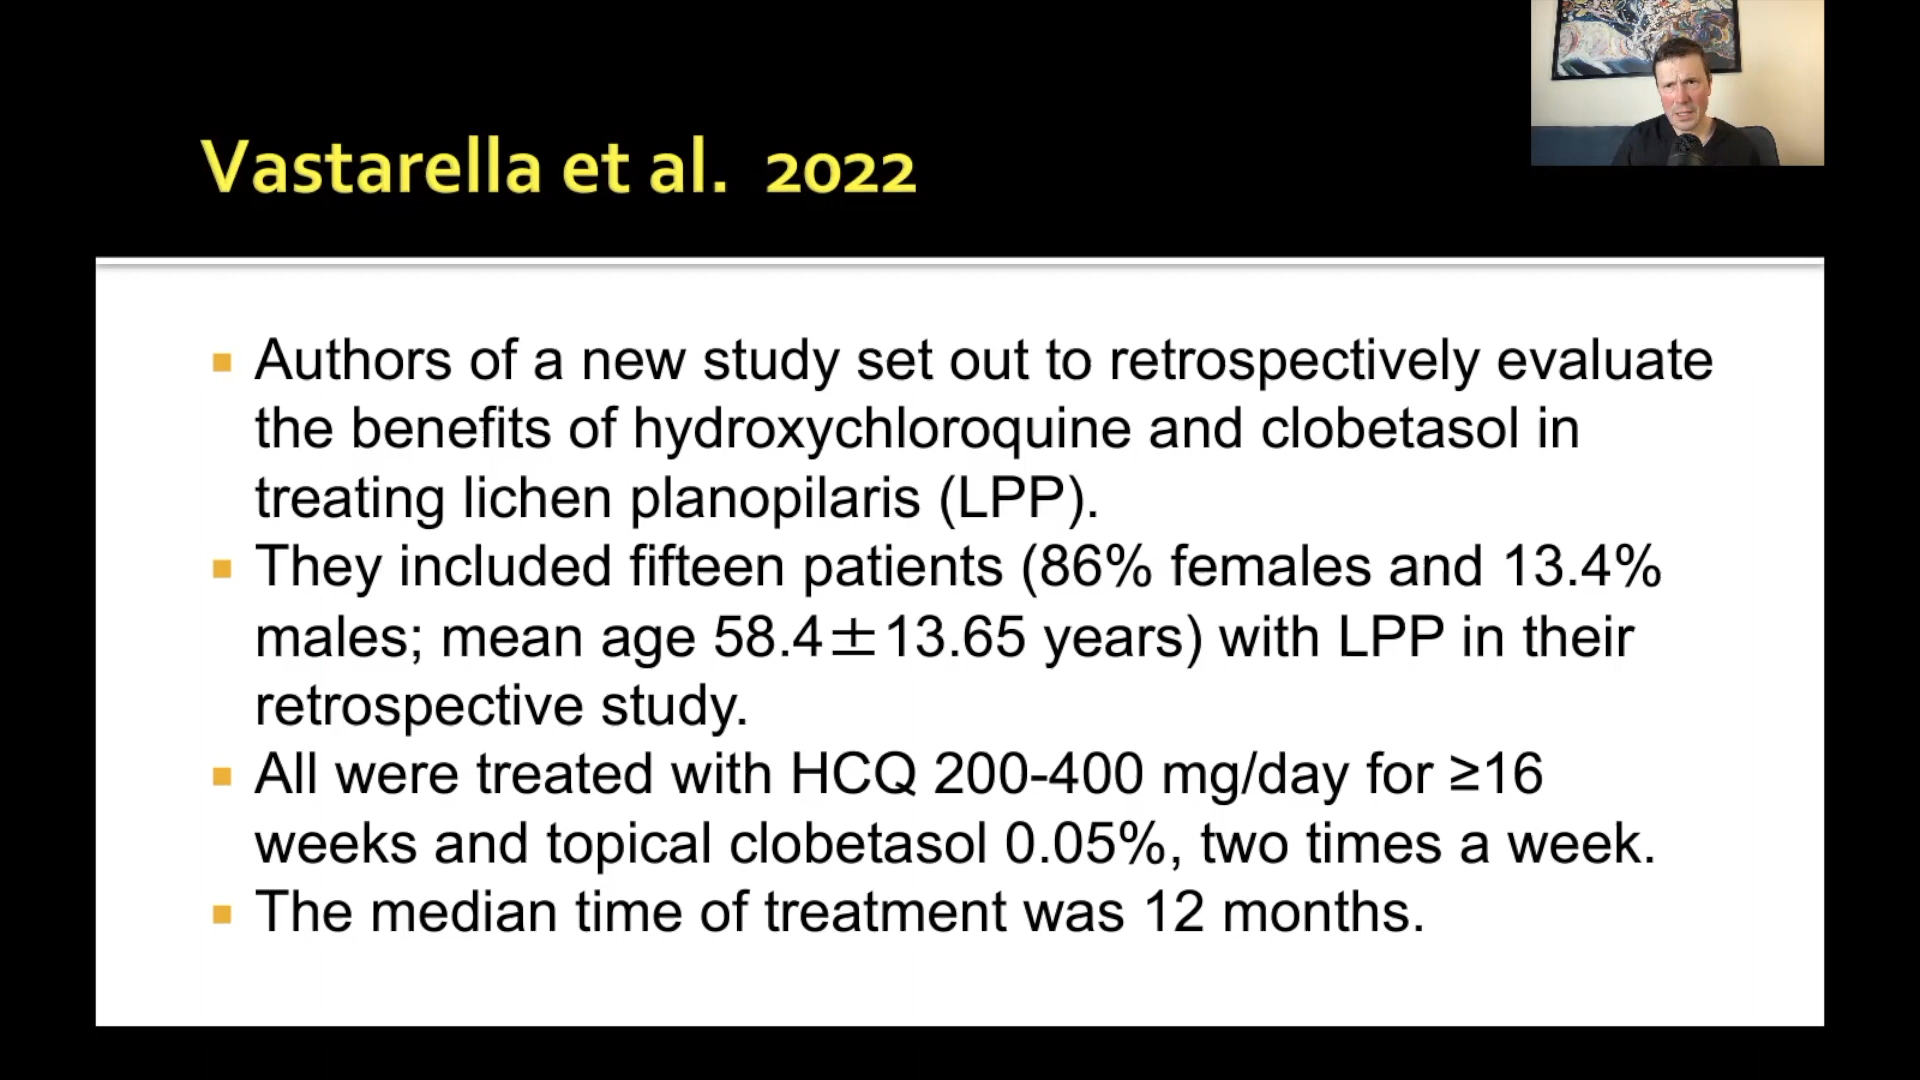 Vastarella et al. 2022
Authors of a new study set out to retrospectively evaluate
the benefits of hydroxychloroquine and clobetasol in
treating lichen planopilaris (LPP).
They included fifteen patients (86% females and 13.4%
males; mean age 58.4±13.65 years) with LPP in their
retrospective study.
All were treated with HCQ 200-400 mg/day for ≥16
weeks and topical clobetasol 0.05%, two times a week.
The median time of treatment was 12 months.